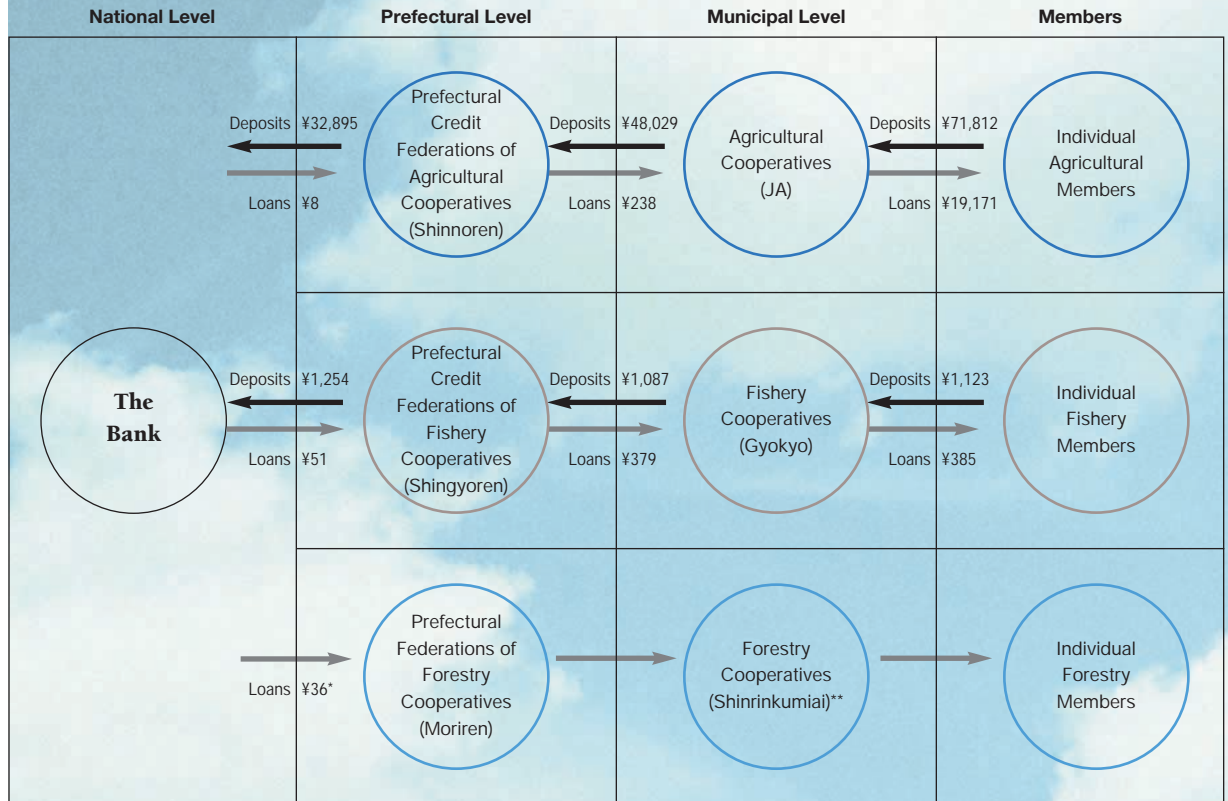 National Level
Prefectural Level
Municipal Level
Members
Deposits ¥32,895
Loans ¥8
Prefectural
Credit
Federations of
Agricultural
Cooperatives
(Shinnoren)
Deposits ¥48,029
Loans ¥238
Agricultural
Cooperatives
(JA)
Deposits ¥71,812
Loans ¥19,171
Individual
Agricultural
Members
The
Bank
Deposits ¥1,254
Loans ¥51
Prefectural
Credit
Federations of
Fishery
Cooperatives
(Shingyoren)
Deposits ¥1,087
Loans ¥379
Fishery
Cooperatives
(Gyokyo)
Deposits ¥1,123
Loans ¥385
Individual
Fishery
Members
Loans ¥36*
Prefectural
Federations of
Forestry
Cooperatives
(Moriren)
Forestry
Cooperatives
(Shinrinkumiai)**
Individual
Forestry
Members